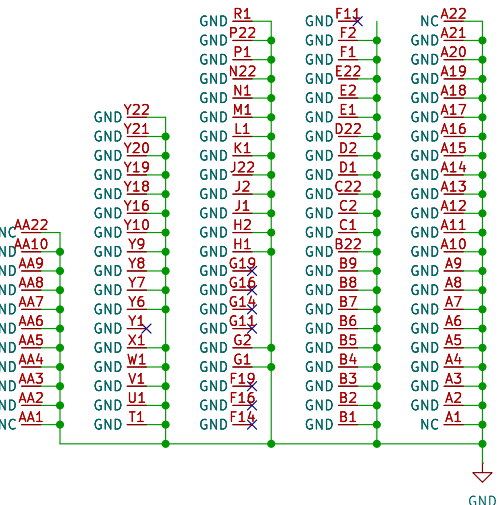 NC AA22
ND AA10
ND AA9
ND AA8
ND AA7
ND AA6
ND AA5
ND AA4
ND AA3
ND AA2
NC AA1
GND Y22
GND Y21
GND Y20
GND Y19
GND Y18
GND Y16
GND Y10
GND Y9
GND Y8
GND Y7
GND Y6
GND Y1
GND X1
GND W1
GND V1
GND U1
GND T1
GND R1
GND P22
GND P1
GND N22
GND N1
GND M1
GND L1
GND K1
GND J22
GND J2
GND J1
GND H2
GND H1
GND G19
GND G16
GND G14
GND G11
GND G2
GND G1
GND F19
GND F16
GND F14
GND F11
GND F2
GND F1
GND E22
GND E2
GND E1
GND D22
GND D2
GND D1
GND C22
GND C2
GND C1
GND B22
GND B9
GND B8
GND B7
GND B6
GND B5
GND B4
GND B3
GND B2
GND B1
NC A22
GND A21
GND A20
GND A19
GND A18
GND A17
GND A16
GND A15
GND A14
GND A13
GND A12
GND A11
GND A10
GND A9
GND A8
GND A7
GND A6
GND A5
GND A4
GND A3
GND A2
NC A1
GND